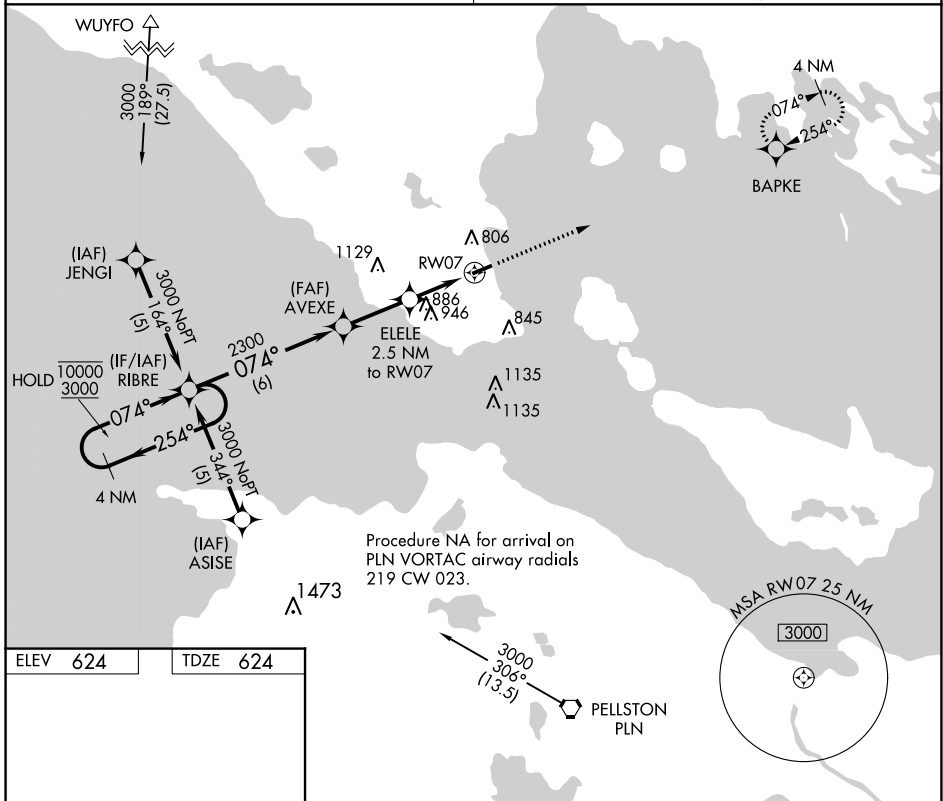 WUYFO
3000
189°
(27.5)
4 NM
074°
254°
BAPKE
(IAF)
JENGI
3000 NoPT
164°
(5)
1129
806
RW07
(FAF)
AVEXE
886
946
845
ELELE
2.5 NM
to RW07
2300
074°
(6)
(IF/IAF)
RIBRE
HOLD 10000
3000
074°
254°
4 NM
3000 NoPT
344°
(5)
1135
1135
(IAF)
ASISE
Procedure NA for arrival on
PLN VORTAC airway radials
219 CW 023.
1473
MSA RW07 25 NM
3000
3000
306°
(13.5)
PELLSTON
PLN
ELEV 624
TDZE 624